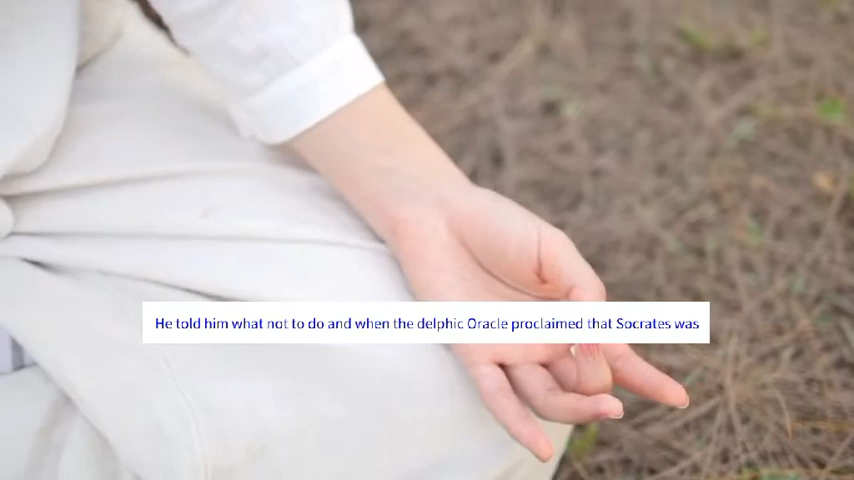 He told him what not to do and when the delphic Oracle proclaimed that Socrates was